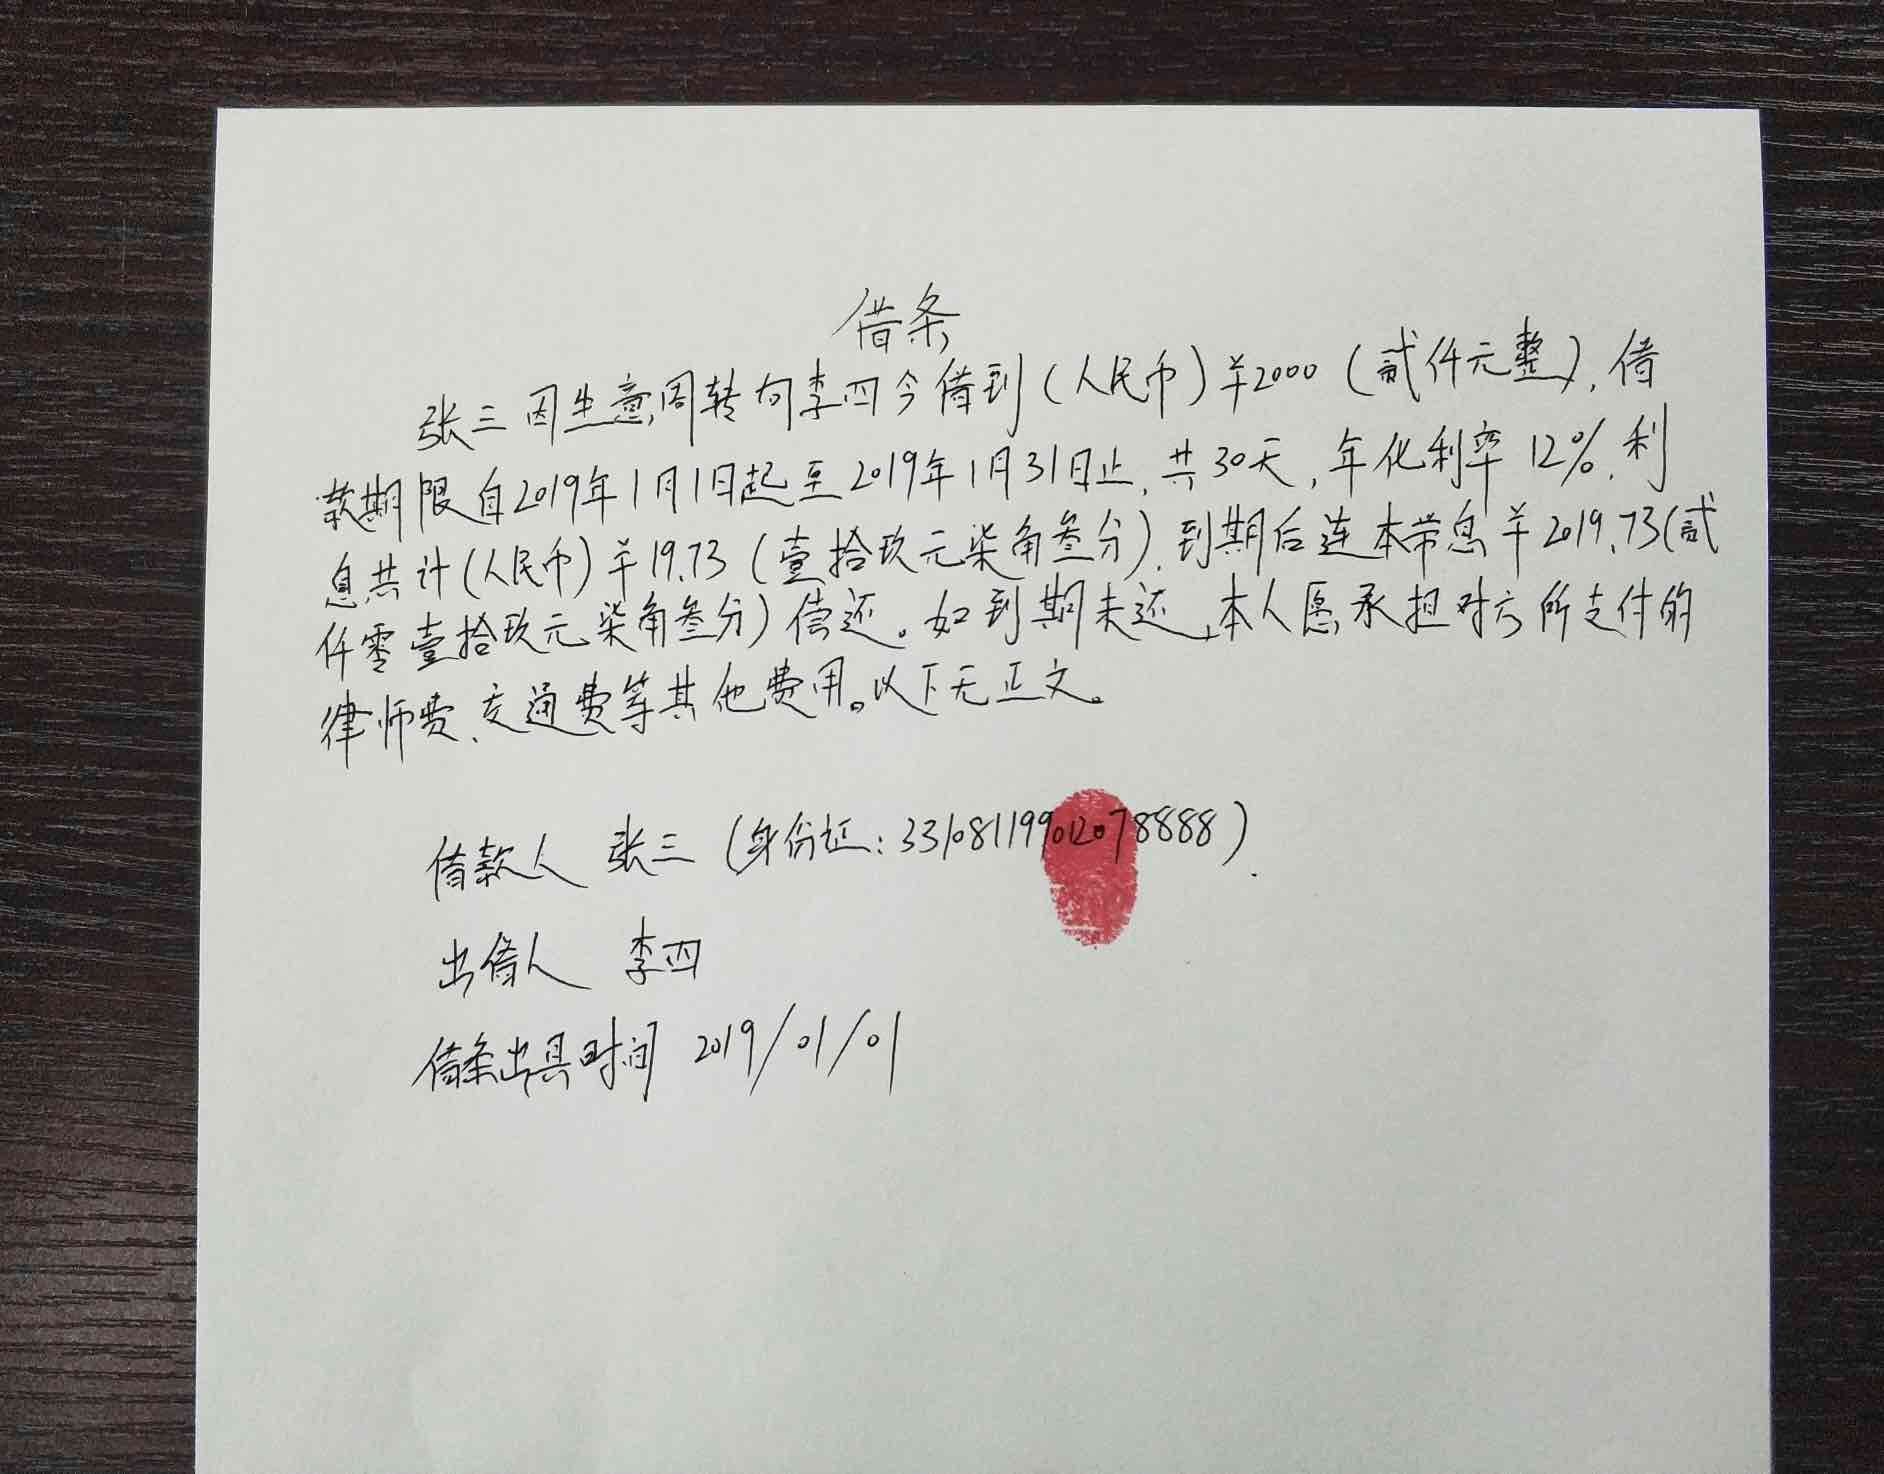 借条
张三因生意周转向李四今借到(人民币)¥2000(贰仟元整),借
款期限自2019年1月1日起至2019年1月31日止,共30天,年化利率12%,利
息共计(人民币)¥19.73(壹拾玖元柒角叁分),到期后连本带息¥2019.73(贰
仟零壹拾玖元柒角叁分)偿还。如到期未还,本人愿承担对方所支付的
律师费、交通费等其他费用。以下无正文。
借款人 张三(身份证:331081199012078888).
出借人 李四
借条出具时间 2019/01/01